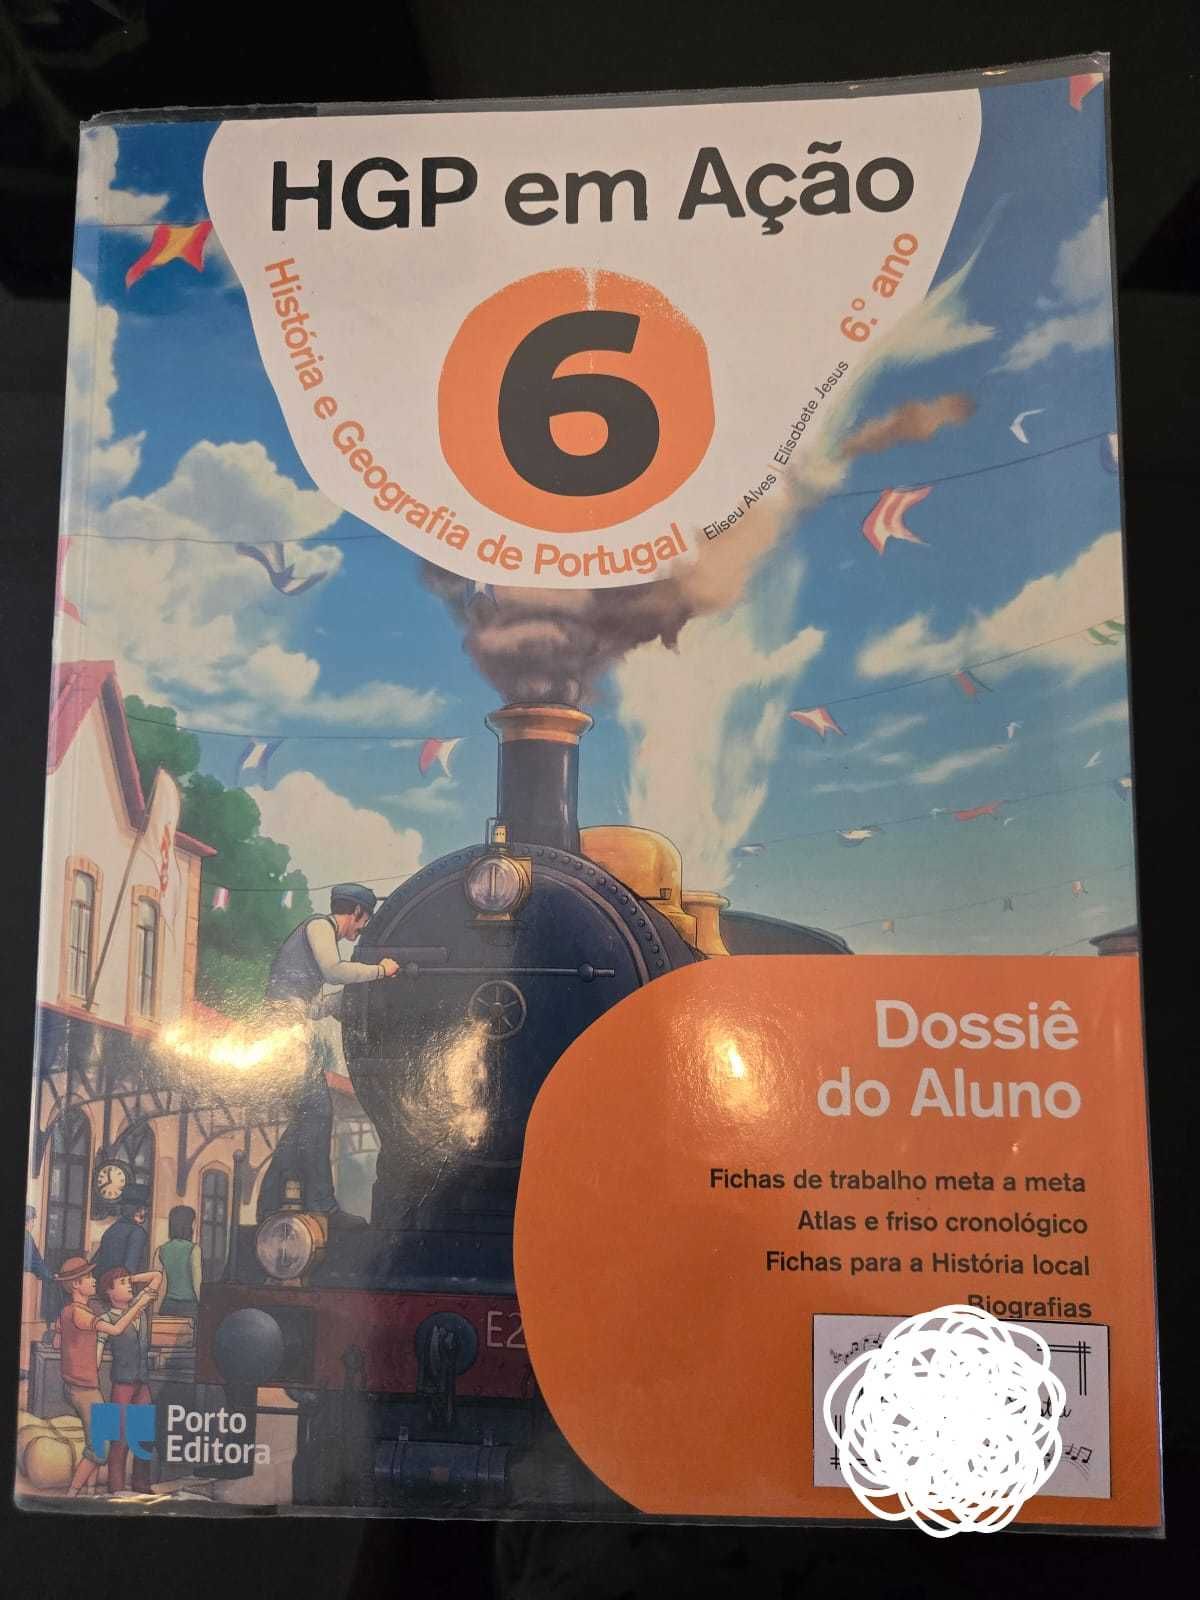 HGP em Ação
História e Geografia de Portugal
6
6.º ano
Eliseu Alves | Elisabete Jesus
Dossiê
do Aluno
Fichas de trabalho meta a meta
Atlas e friso cronológico
Fichas para a História local
Biografias
E2
Porto
Editora